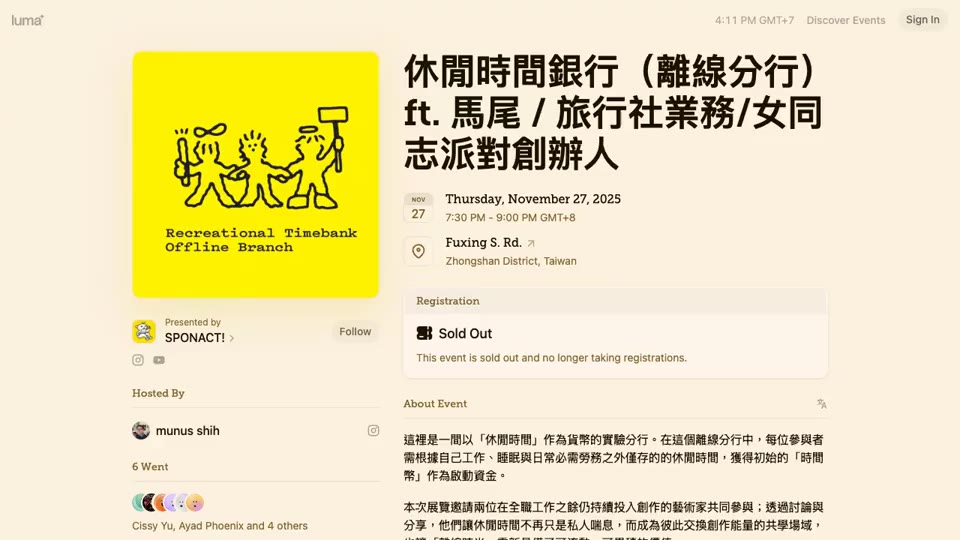 luma
4:11 PM GMT+7
Discover Events
Sign In
Recreational Timebank
Offline Branch
Presented by
SPONACT!
Follow
Hosted By
munus shih
6 Went
Cissy Yu, Ayad Phoenix and 4 others
休閒時間銀行（離線分行）
ft. 馬尾 / 旅行社業務/女同
志派對創辦人
NOV
27
Thursday, November 27, 2025
7:30 PM - 9:00 PM GMT+8
Fuxing S. Rd.
Zhongshan District, Taiwan
Registration
Sold Out
This event is sold out and no longer taking registrations.
About Event
這裡是一間以「休閒時間」作為貨幣的實驗分行。在這個離線分行中，每位參與者
需根據自己工作、睡眠與日常必需勞務之外僅存的的休閒時間，獲得初始的「時間
幣」作為啟動資金。
本次展覽邀請兩位在全職工作之餘仍持續投入創作的藝術家共同參與；透過討論與
分享，他們讓休閒時間不再只是私人喘息，而成為彼此交換創作能量的共學場域，